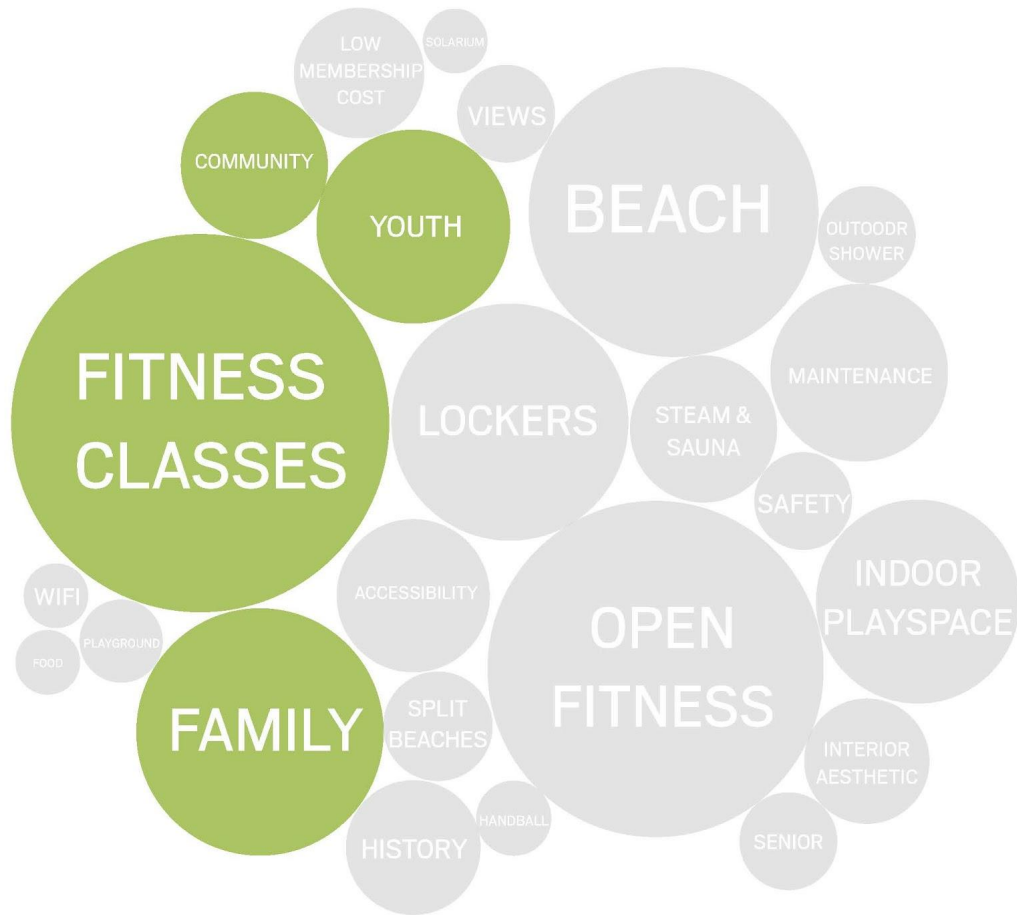 LOW
MEMBERSHIP
COST
SOLARIUM
VIEWS
COMMUNITY
YOUTH
BEACH
OUTOODR
SHOWER
FITNESS
CLASSES
LOCKERS
STEAM &
SAUNA
MAINTENANCE
SAFETY
WIFI
PLAYGROUND
FOOD
ACCESSIBILITY
OPEN
FITNESS
INDOOR
PLAYSPACE
FAMILY
SPLIT
BEACHES
INTERIOR
AESTHETIC
HISTORY
HANDBALL
SENIOR